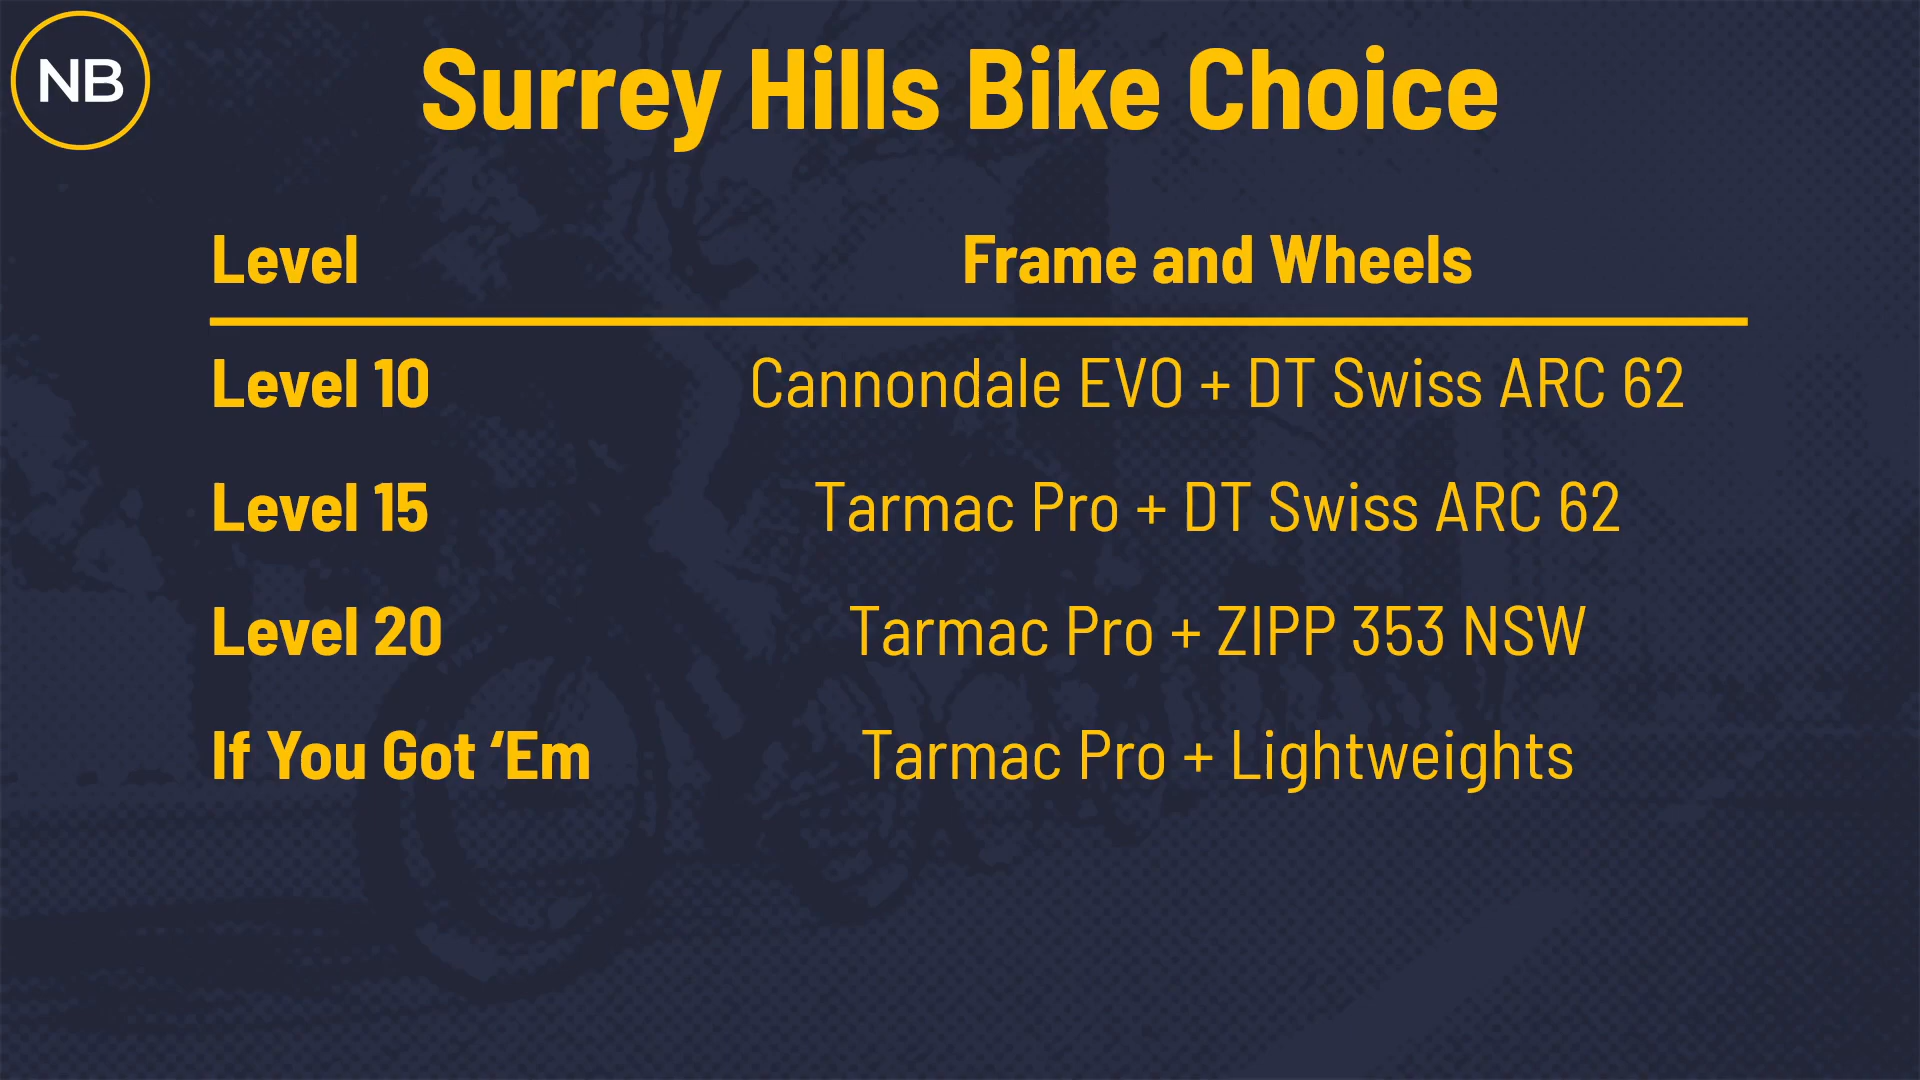 NB
Surrey Hills Bike Choice
Level Frame and Wheels
Level 10 Cannondale EVO + DT Swiss ARC 62
Level 15 Tarmac Pro + DT Swiss ARC 62
Level 20 Tarmac Pro + ZIPP 353 NSW
If You Got ‘Em Tarmac Pro + Lightweights